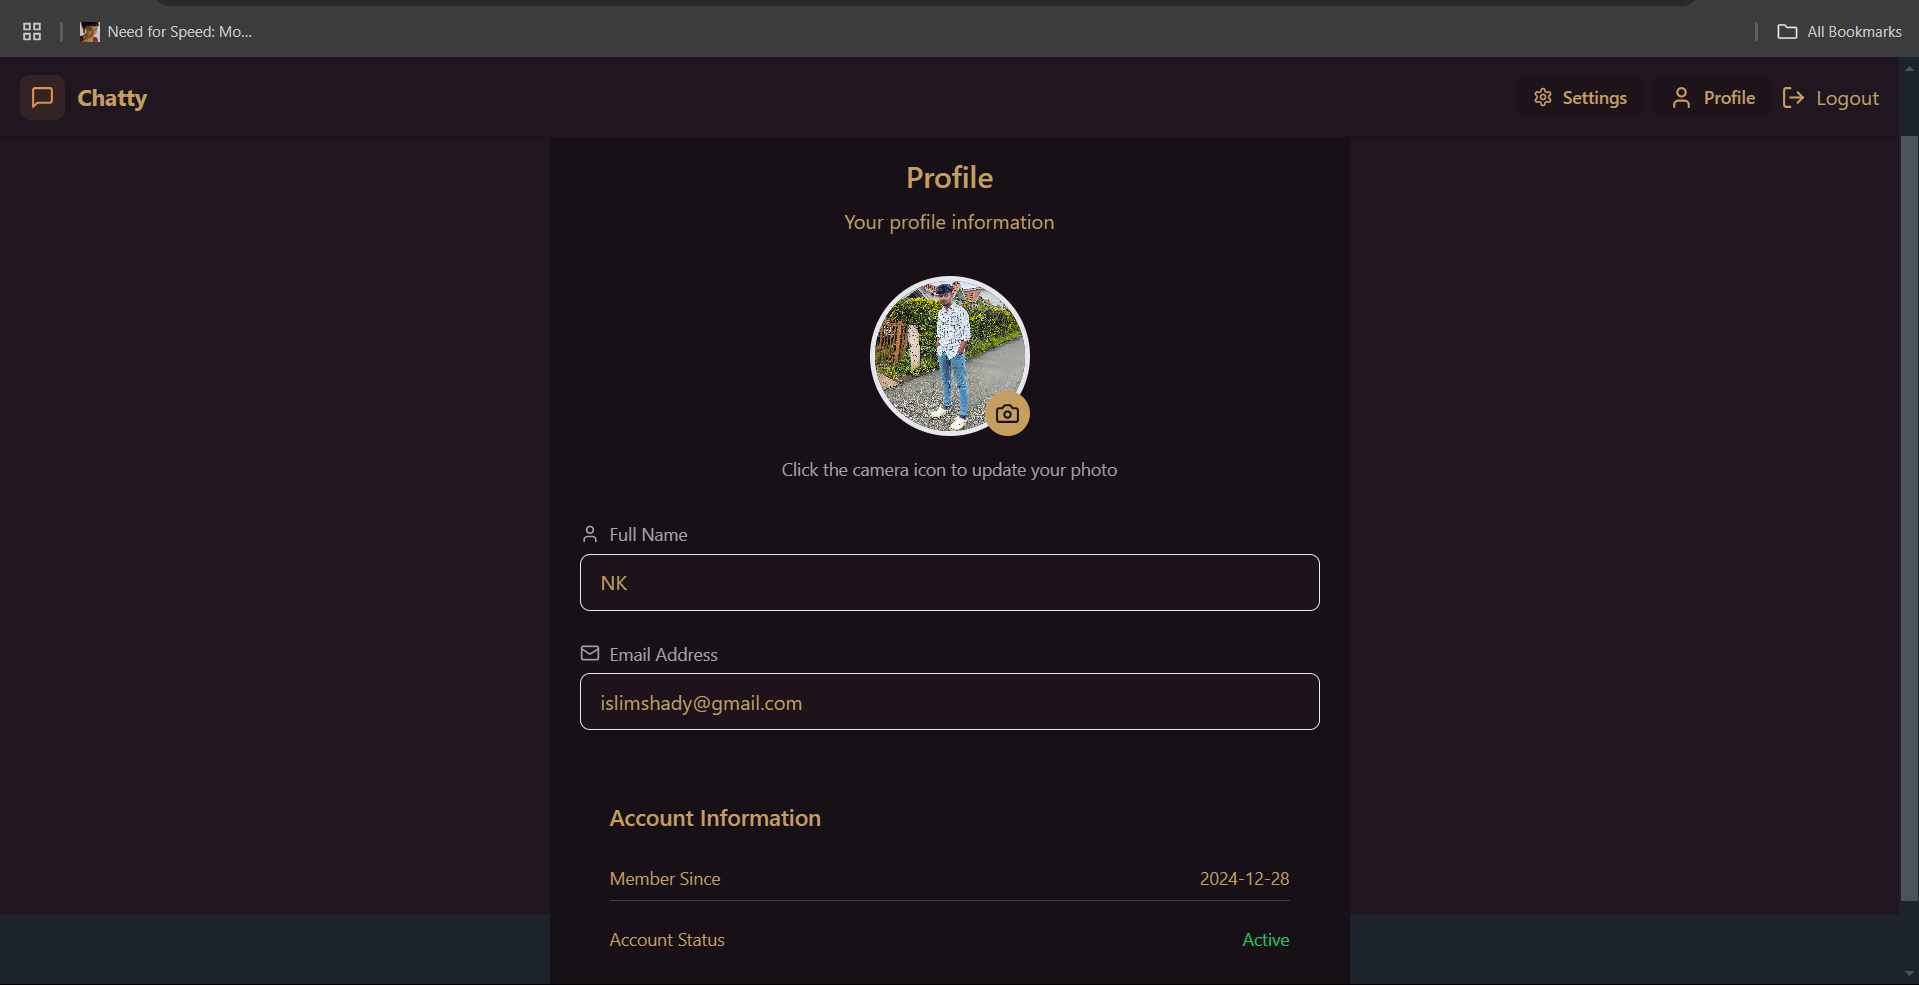 Need for Speed: Mo...
All Bookmarks
Chatty
Settings
Profile
Logout
Profile
Your profile information
Click the camera icon to update your photo
Full Name
NK
Email Address
islimshady@gmail.com
Account Information
Member Since
2024-12-28
Account Status
Active